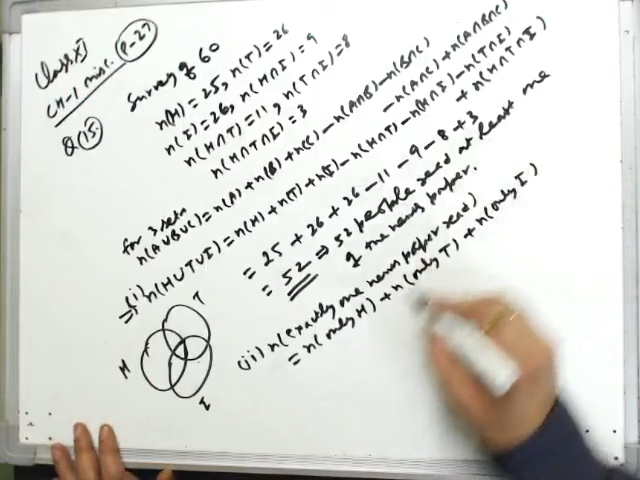 Class XI
CH-1 misc. P-27
Q 15.
Survey of 60
n(H) = 25, n(T) = 26
n(I) = 26, n(H∩I) = 9
n(H∩T) = 11, n(T∩I) = 8
n(H∩T∩I) = 3
for 3 sets
n(A∪B∪C) = n(A) + n(B) + n(C) - n(A∩B) - n(B∩C)
- n(A∩C) + n(A∩B∩C)
⇒ (i) n(H∪T∪I) = n(H) + n(T) + n(I) - n(H∩T) - n(H∩I) - n(T∩I)
+ n(H∩T∩I)
= 25 + 26 + 26 - 11 - 9 - 8 + 3
= 52 ⇒ 52 people read at least one
of the news paper.
T
H
I
(ii) n(exactly one news paper read)
= n(only H) + n(only T) + n(only I)